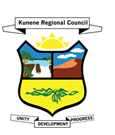 Kunene Regional Council
UNITY
DEVELOPMENT
PROGRESS